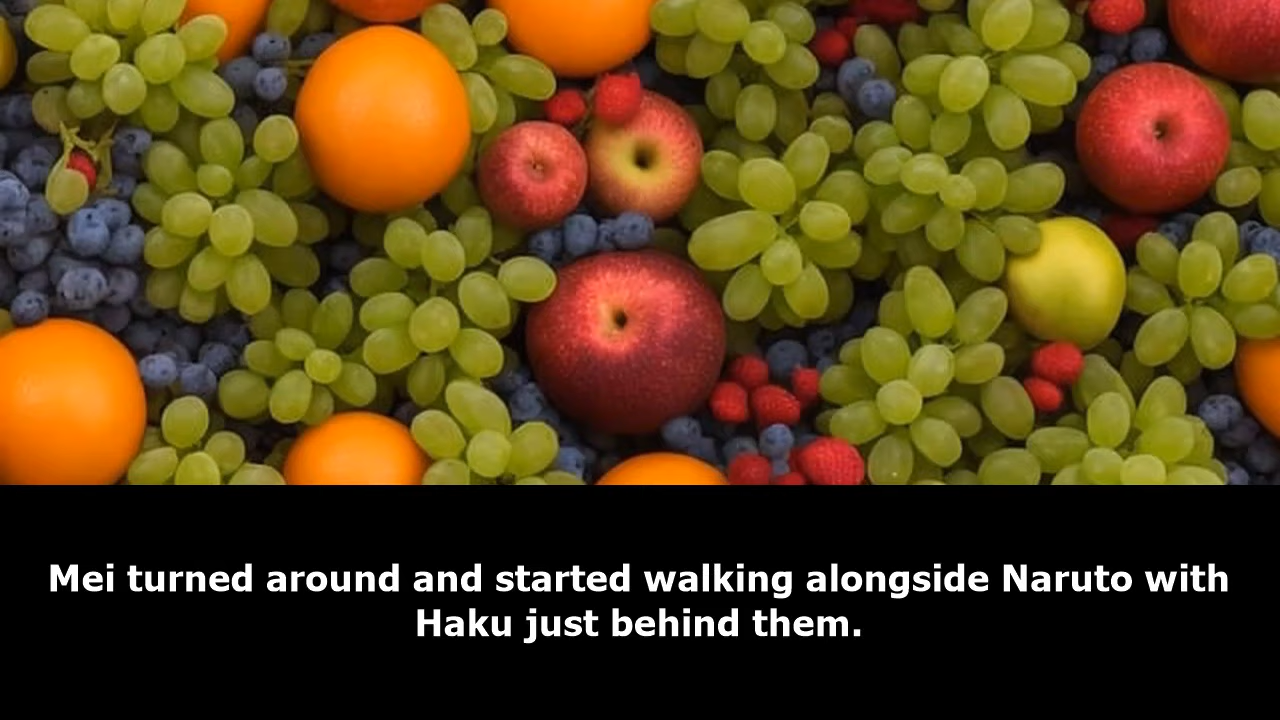 Mei turned around and started walking alongside Naruto with
Haku just behind them.